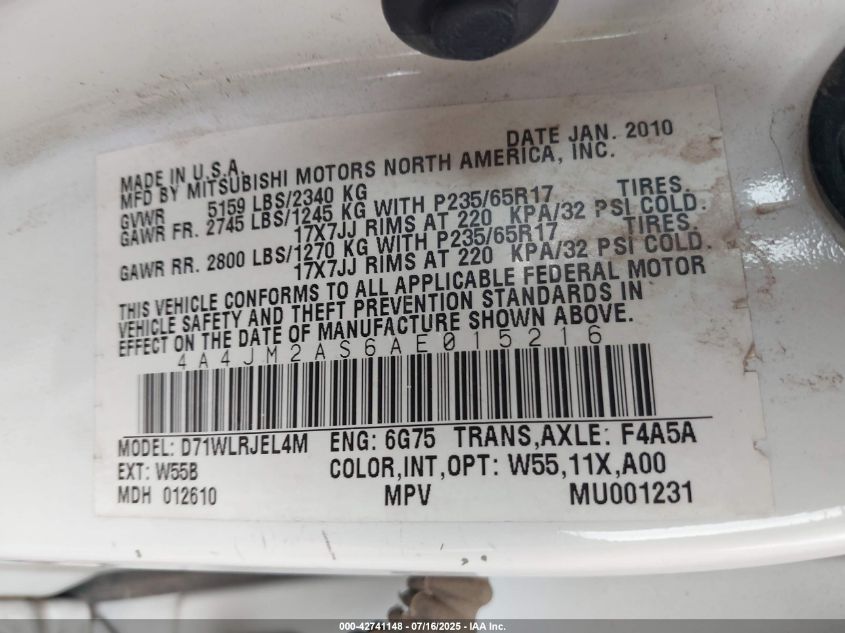 DATE JAN. 2010
MADE IN U.S.A.
MFD BY MITSUBISHI MOTORS NORTH AMERICA, INC.
GVWR 5159 LBS/2340 KG
GAWR FR. 2745 LBS/1245 KG WITH P235/65R17 TIRES.
17X7JJ RIMS AT 220 KPA/32 PSI COLD.
GAWR RR. 2800 LBS/1270 KG WITH P235/65R17 TIRES.
17X7JJ RIMS AT 220 KPA/32 PSI COLD.
THIS VEHICLE CONFORMS TO ALL APPLICABLE FEDERAL MOTOR
VEHICLE SAFETY AND THEFT PREVENTION STANDARDS IN
EFFECT ON THE DATE OF MANUFACTURE SHOWN ABOVE.
4A4JM2AS6AE015216
MODEL: D71WLRJEL4M ENG: 6G75 TRANS,AXLE: F4A5A
EXT: W55B COLOR,INT,OPT: W55,11X,A00
MDH 012610 MPV MU001231
000-42741148 - 07/16/2025 - IAA Inc.